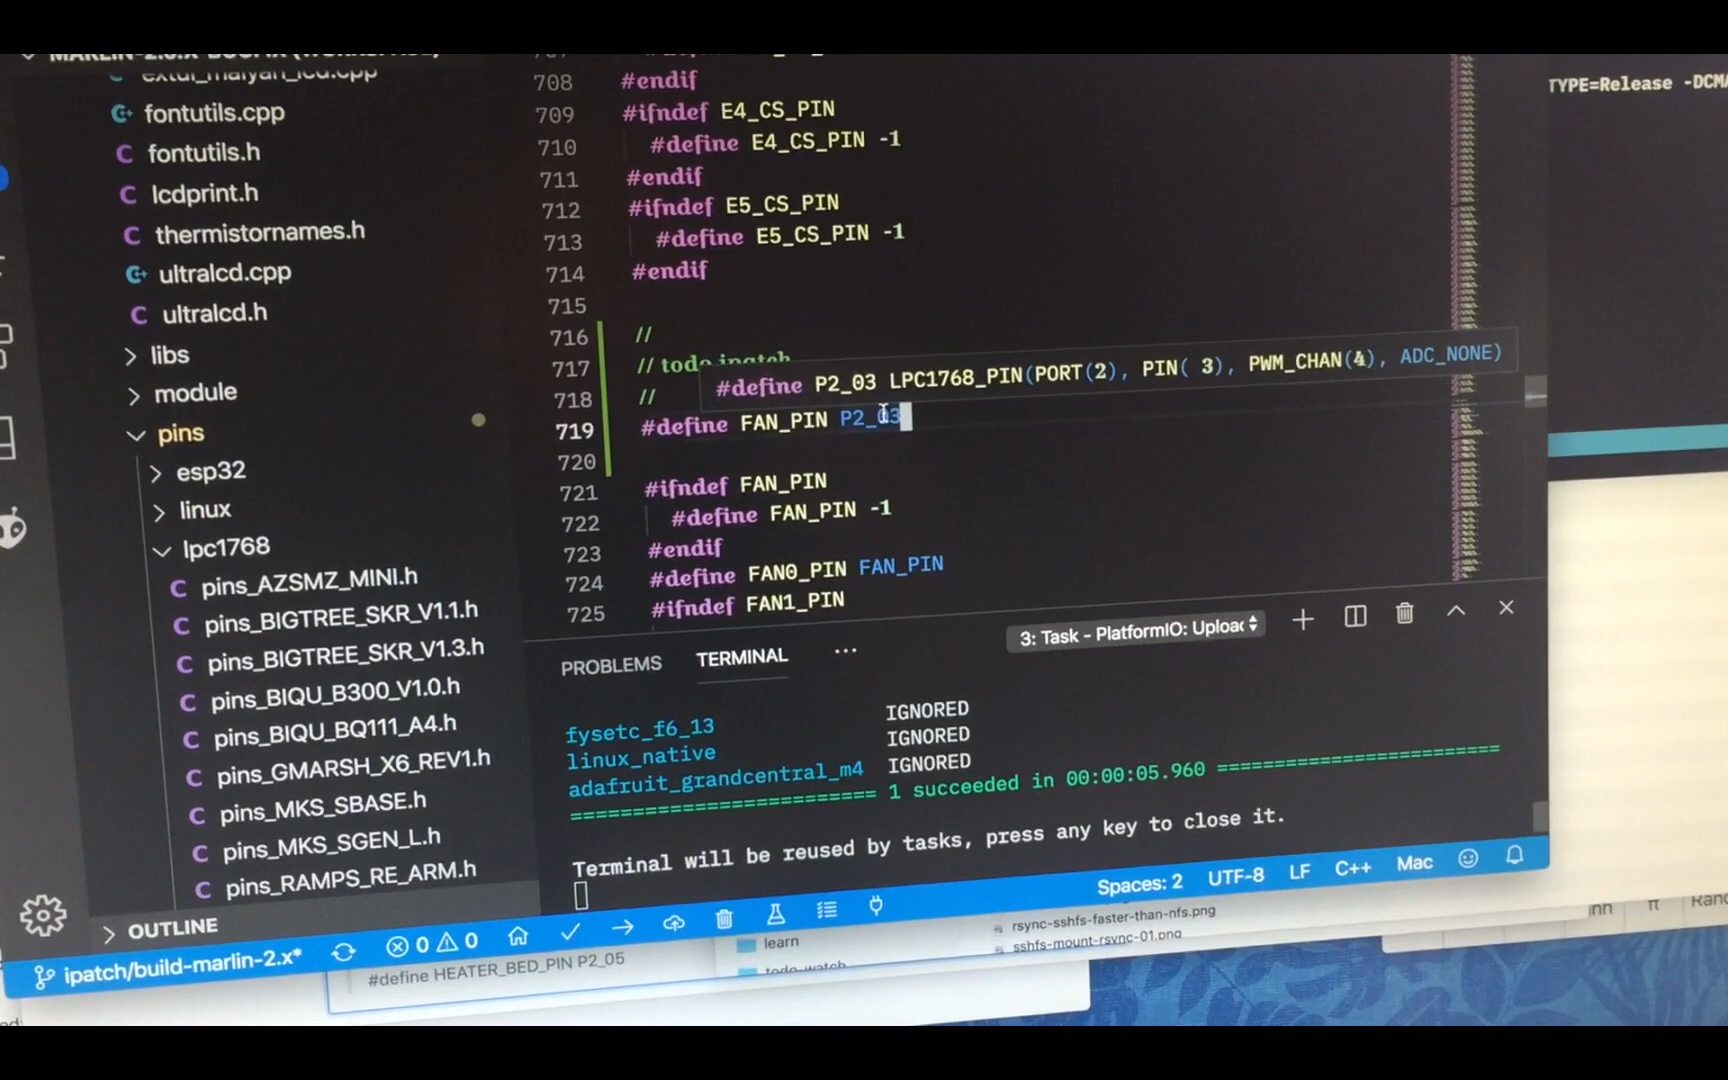 fontutils.cpp
fontutils.h
lcdprint.h
thermistornames.h
ultralcd.cpp
ultralcd.h
libs
module
pins
esp32
linux
lpc1768
pins_AZSMZ_MINI.h
pins_BIGTREE_SKR_V1.1.h
pins_BIGTREE_SKR_V1.3.h
pins_BIQU_B300_V1.0.h
pins_BIQU_BQ111_A4.h
pins_GMARSH_X6_REV1.h
pins_MKS_SBASE.h
pins_MKS_SGEN_L.h
pins_RAMPS_RE_ARM.h
OUTLINE
708 #endif
709 #ifndef E4_CS_PIN
710 #define E4_CS_PIN -1
711 #endif
712 #ifndef E5_CS_PIN
713 #define E5_CS_PIN -1
714 #endif
715
716 //
717 // todo ipatch
718 //
#define P2_03 LPC1768_PIN(PORT(2), PIN( 3), PWM_CHAN(4), ADC_NONE)
719 #define FAN_PIN P2_03
720
721 #ifndef FAN_PIN
722 #define FAN_PIN -1
723 #endif
724 #define FAN0_PIN FAN_PIN
725 #ifndef FAN1_PIN
TYPE=Release -DCMA
PROBLEMS TERMINAL ... 3: Task - PlatformIO: Upload
fysetc_f6_13 IGNORED
linux_native IGNORED
adafruit_grandcentral_m4 IGNORED
========================= 1 succeeded in 00:00:05.960 =======================
Terminal will be reused by tasks, press any key to close it.
ipatch/build-marlin-2.x* 0 0 Spaces: 2 UTF-8 LF C++ Mac
#define HEATER_BED_PIN P2_05
learn
todo-watch
rsync-sshfs-faster-than-nfs.png
sshfs-mount-rsync-01.png